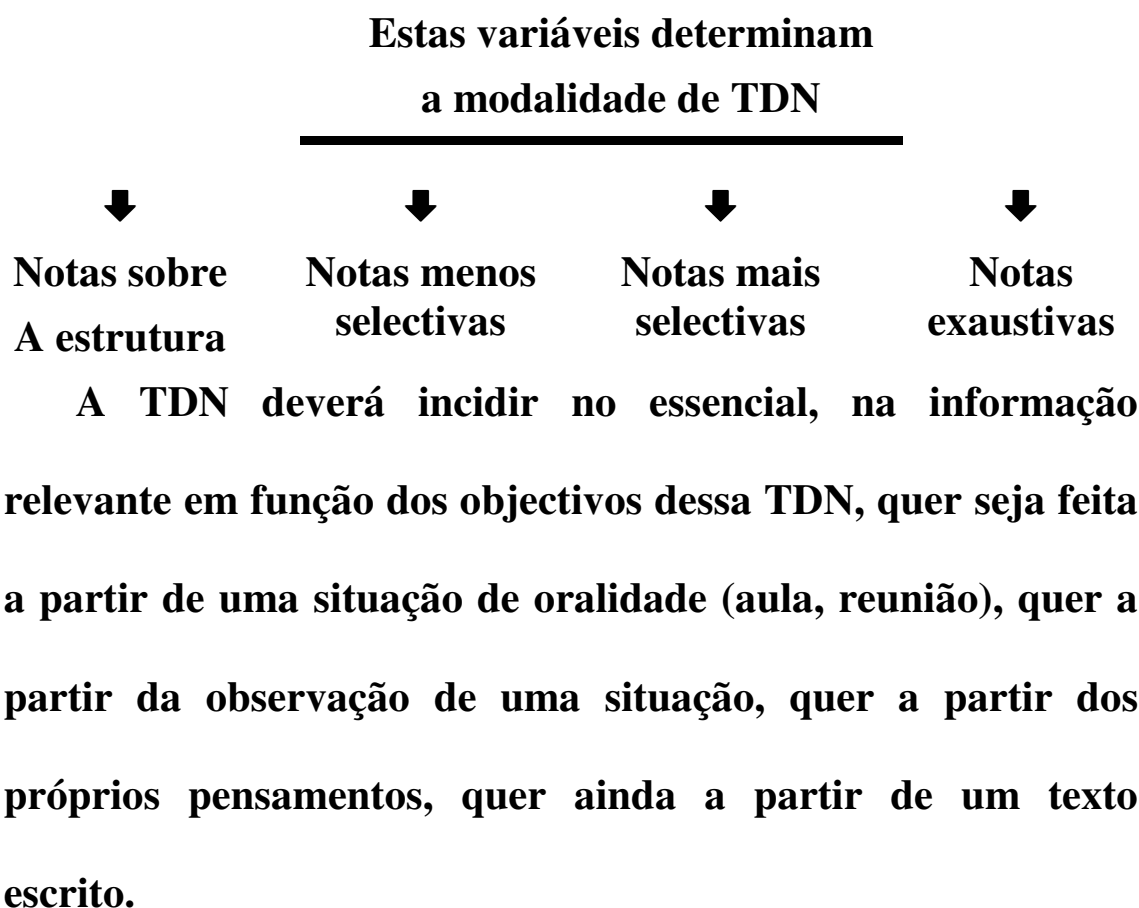 Estas variáveis determinam
a modalidade de TDN
Notas sobre
A estrutura
Notas menos
selectivas
Notas mais
selectivas
Notas
exaustivas
A TDN deverá incidir no essencial, na informação
relevante em função dos objectivos dessa TDN, quer seja feita
a partir de uma situação de oralidade (aula, reunião), quer a
partir da observação de uma situação, quer a partir dos
próprios pensamentos, quer ainda a partir de um texto
escrito.